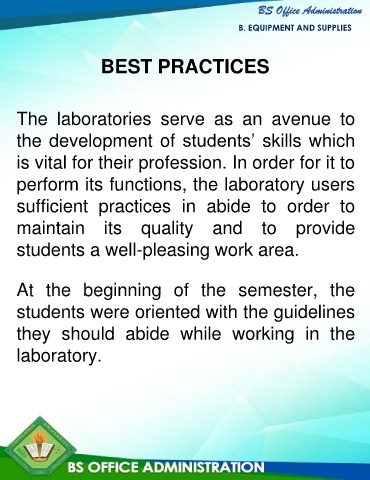 BS Office Administration
B. EQUIPMENT AND SUPPLIES
BEST PRACTICES
The laboratories serve as an avenue to
the development of students’ skills which
is vital for their profession. In order for it to
perform its functions, the laboratory users
sufficient practices in abide to order to
maintain its quality and to provide
students a well-pleasing work area.
At the beginning of the semester, the
students were oriented with the guidelines
they should abide while working in the
laboratory.
BS OFFICE ADMINISTRATION